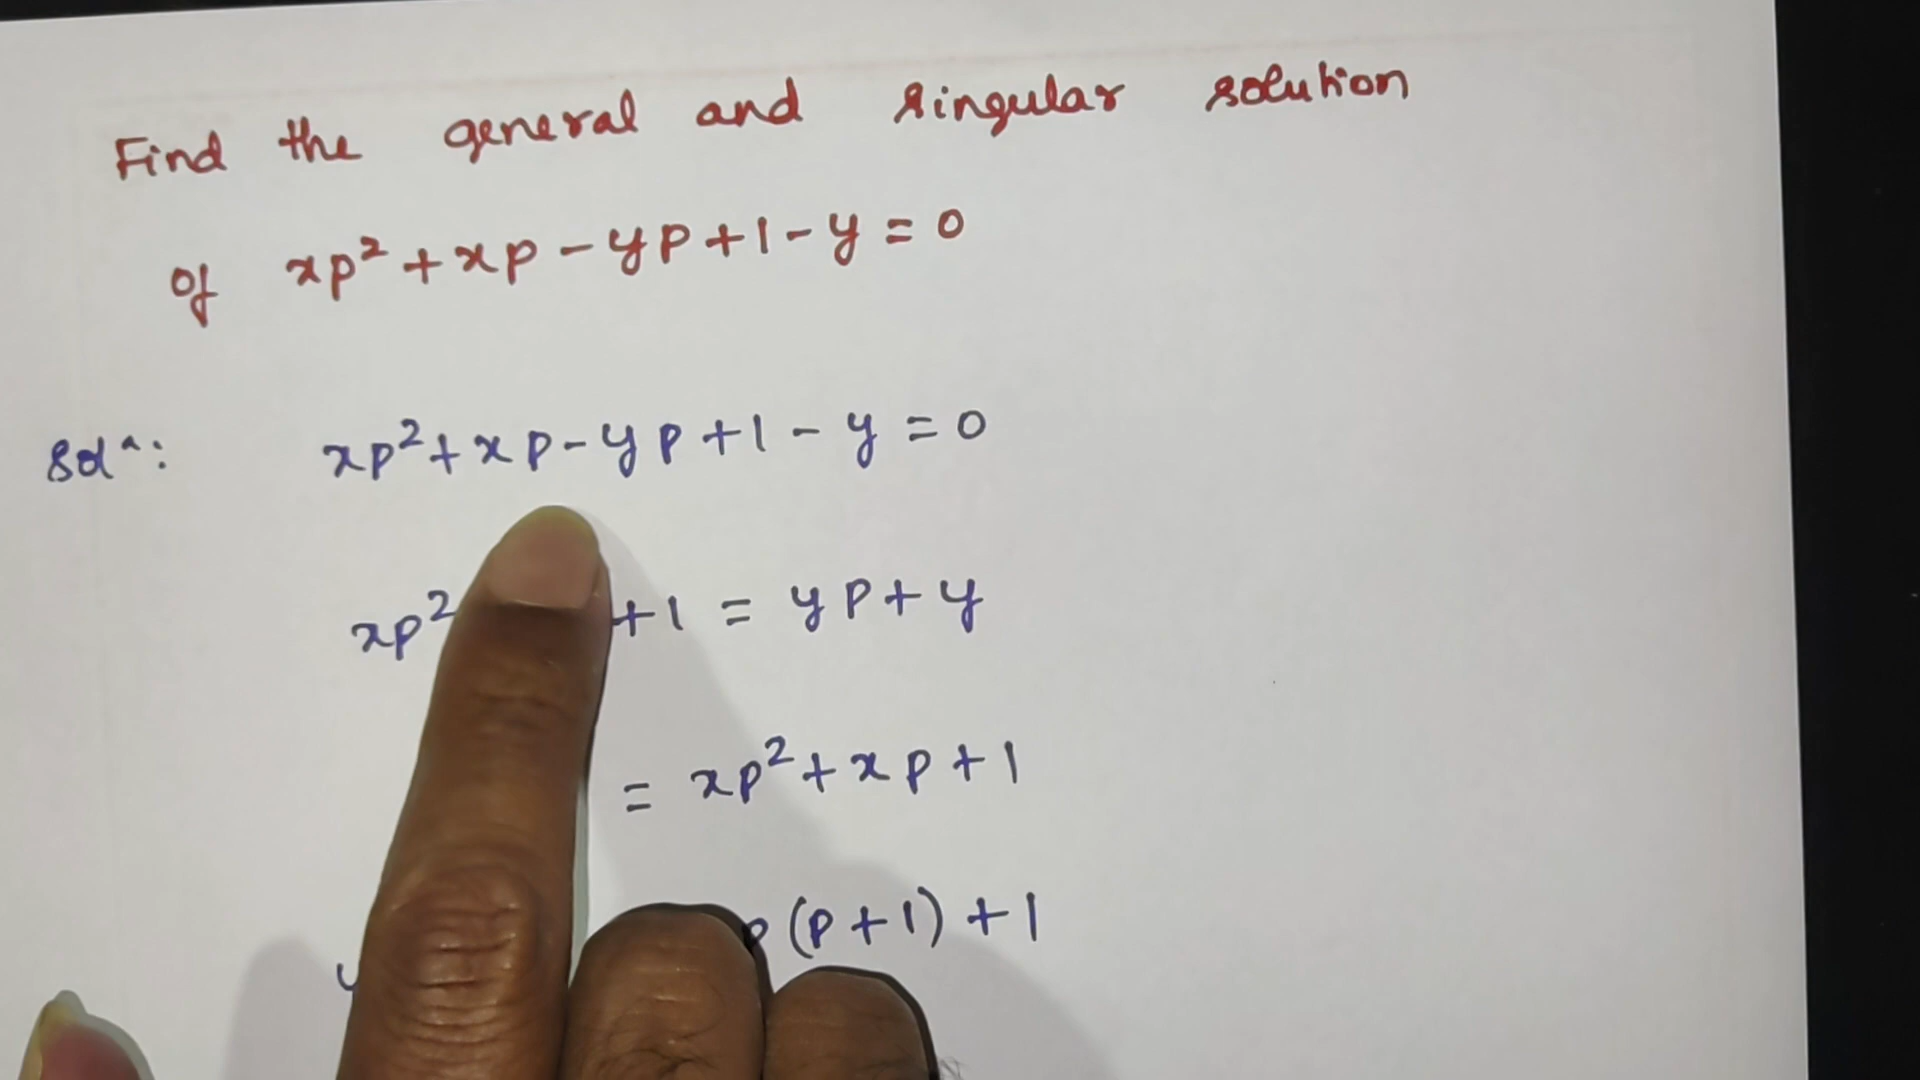 Find the general and singular solution
of xp² + xp - yp + 1 - y = 0
Solⁿ: xp² + xp - yp + 1 - y = 0
xp² +1 = yp + y
= xp² + xp + 1
(p + 1) + 1